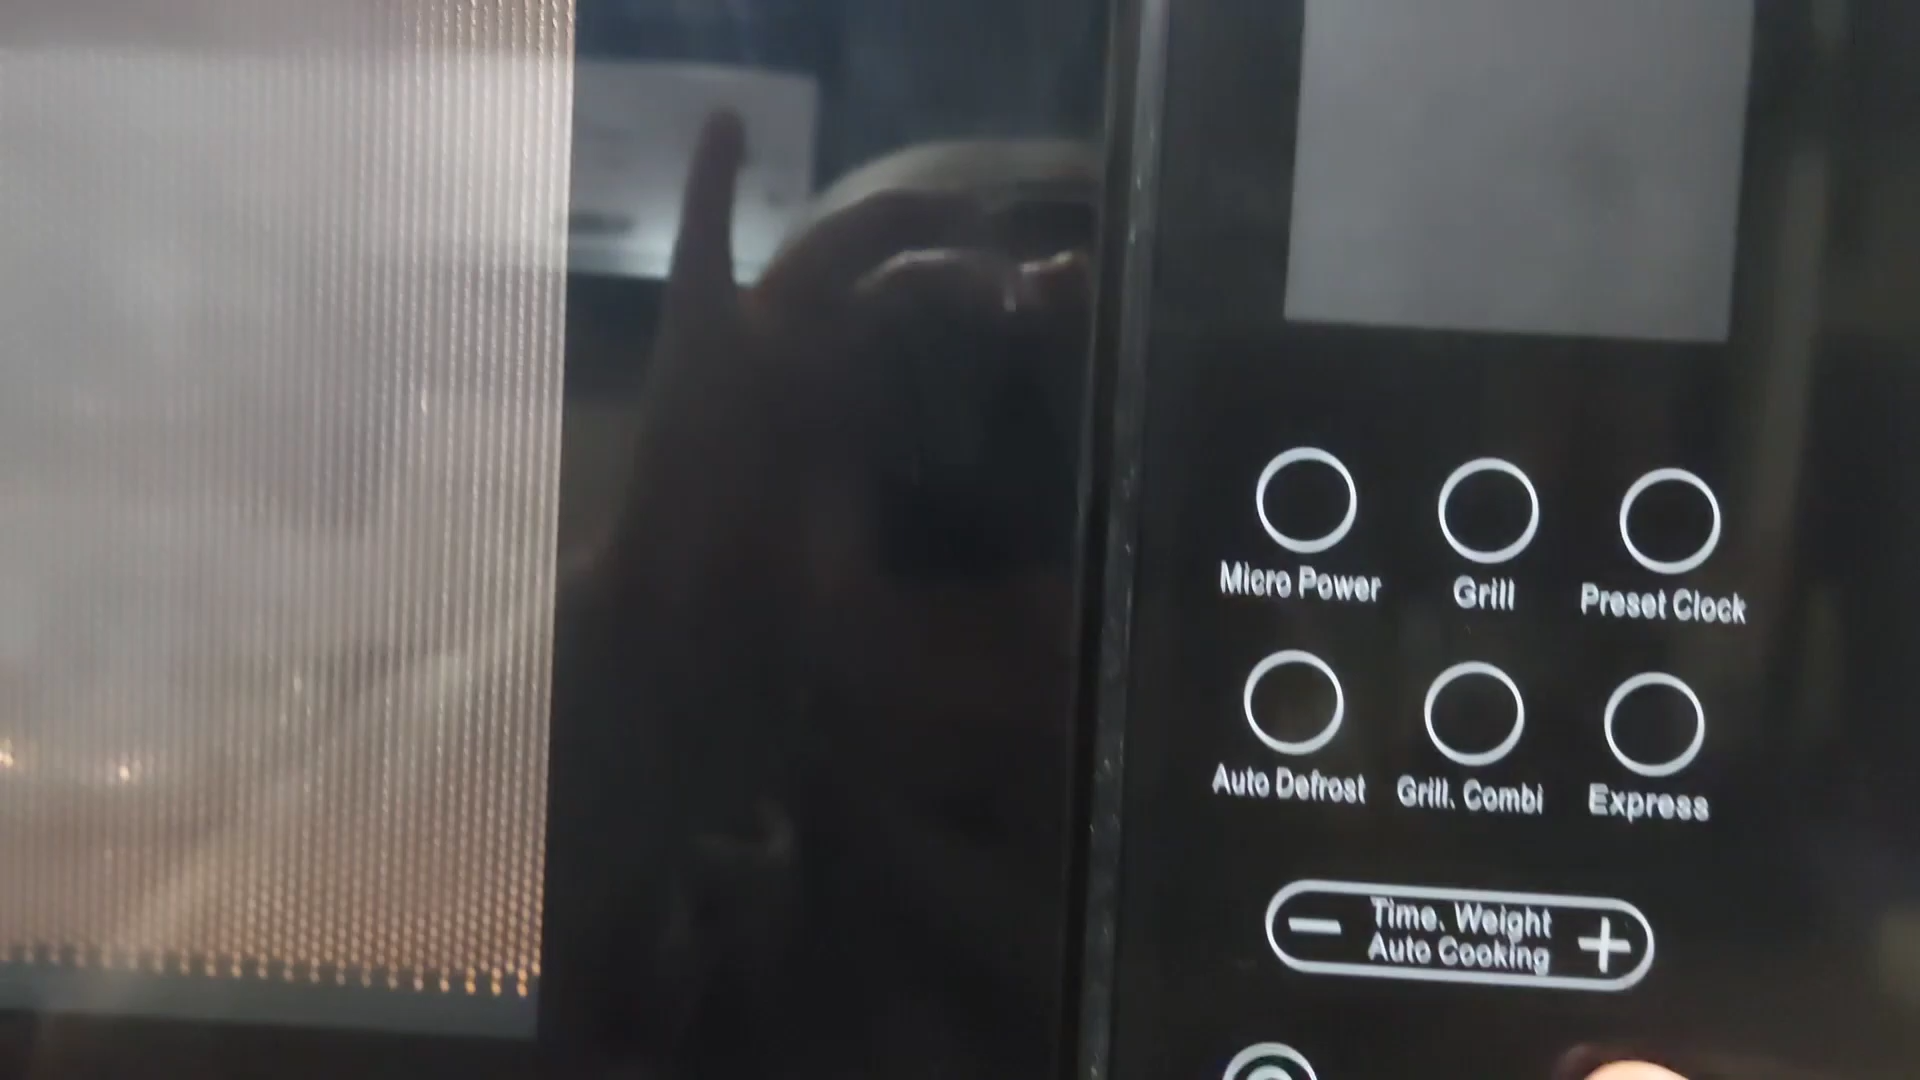 Micro Power
Grill
Preset Clock
Auto Defrost
Grill. Combi
Express
Time. Weight
Auto Cooking